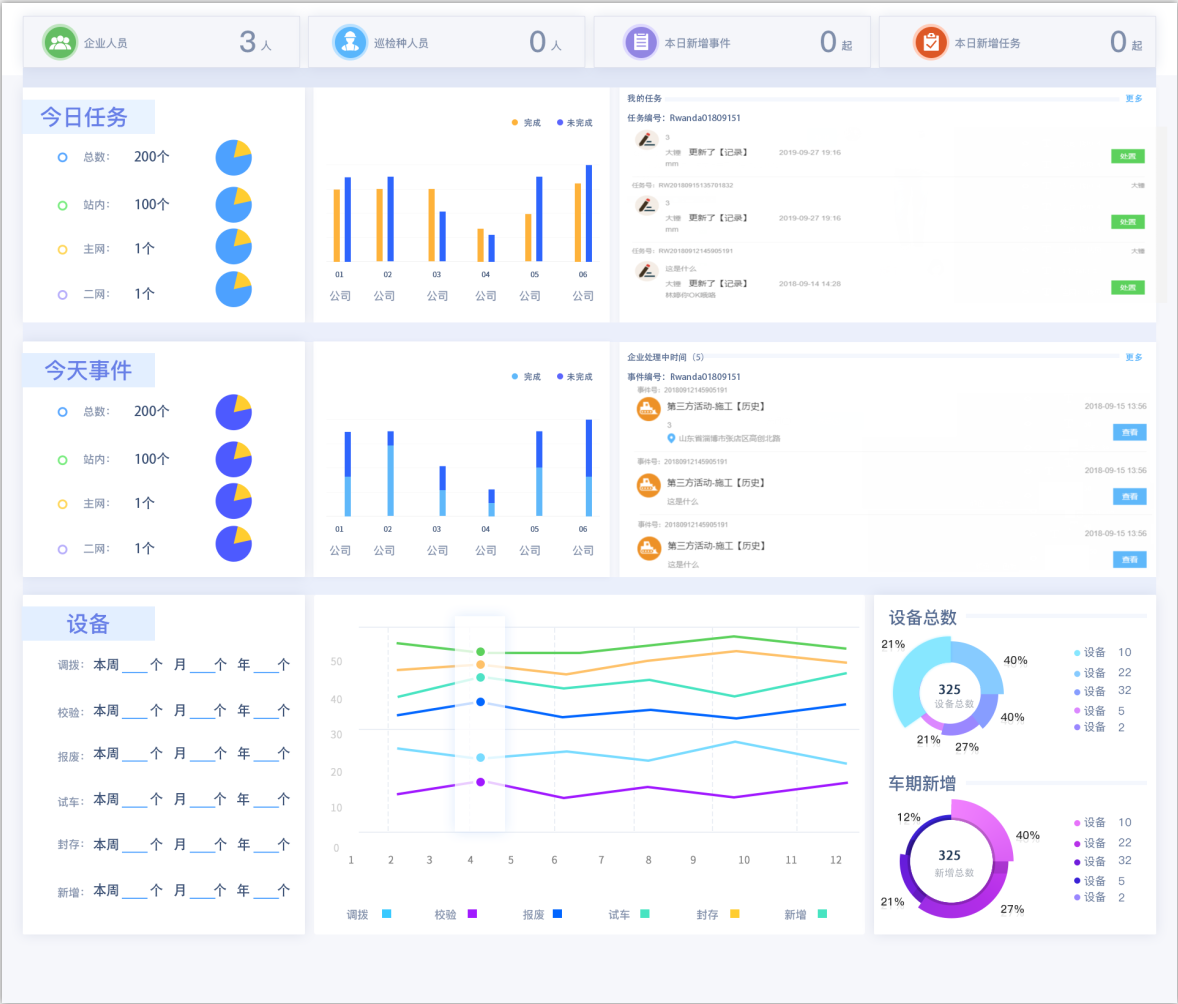 企业人员 3 人
巡检种人员 0 人
本日新增事件 0 起
本日新增任务 0 起
今日任务
总数: 200个
站内: 100个
主网: 1个
二网: 1个
完成 未完成
01 02 03 04 05 06
公司 公司 公司 公司 公司 公司
我的任务 更多
任务编号: Rwanda01809151
3
大穗 更新了【记录】 2019-09-27 19:16
mm
处置
任务号: RW20180915135701832 大穗
3
大穗 更新了【记录】 2019-09-27 19:16
mm
处置
任务号: RW20180912145905191 大穗
这是什么
大穗 更新了【记录】 2018-09-14 14:28
处置
今天事件
总数: 200个
站内: 100个
主网: 1个
二网: 1个
完成 未完成
01 02 03 04 05 06
公司 公司 公司 公司 公司 公司
企业处理中时间（5） 更多
事件编号: Rwanda01809151
事件号: 20180912145905191
第三方活动-施工【历史】 2018-09-15 13:56
3
山东省淄博市张店区高创北路
查看
事件号: 20180912145905191
第三方活动-施工【历史】 2018-09-15 13:56
这是什么
查看
事件号: 20180912145905191
第三方活动-施工【历史】 2018-09-15 13:56
这是什么
查看
设备
调拨: 本周____个 月____个 年____个
校验: 本周____个 月____个 年____个
报废: 本周____个 月____个 年____个
试车: 本周____个 月____个 年____个
封存: 本周____个 月____个 年____个
新增: 本周____个 月____个 年____个
50
40
30
20
10
0
1 2 3 4 5 6 7 8 9 10 11 12
调拨 校验 报废 试车 封存 新增
设备总数
21%
40%
40%
27%
21%
325
设备总数
设备 10
设备 22
设备 32
设备 5
设备 2
车期新增
12%
40%
27%
21%
325
新增总数
设备 10
设备 22
设备 32
设备 5
设备 2